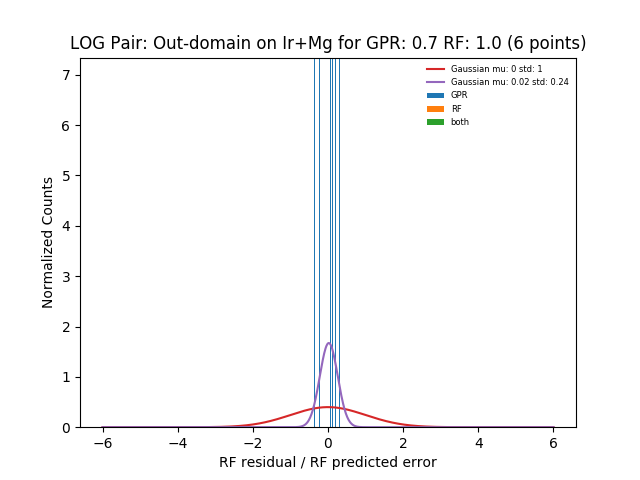 LOG Pair: Out-domain on Ir+Mg for GPR: 0.7 RF: 1.0 (6 points)
Gaussian mu: 0 std: 1
Gaussian mu: 0.02 std: 0.24
GPR
RF
both
Normalized Counts
7
6
5
4
3
2
1
0
−6 −4 −2 0 2 4 6
RF residual / RF predicted error